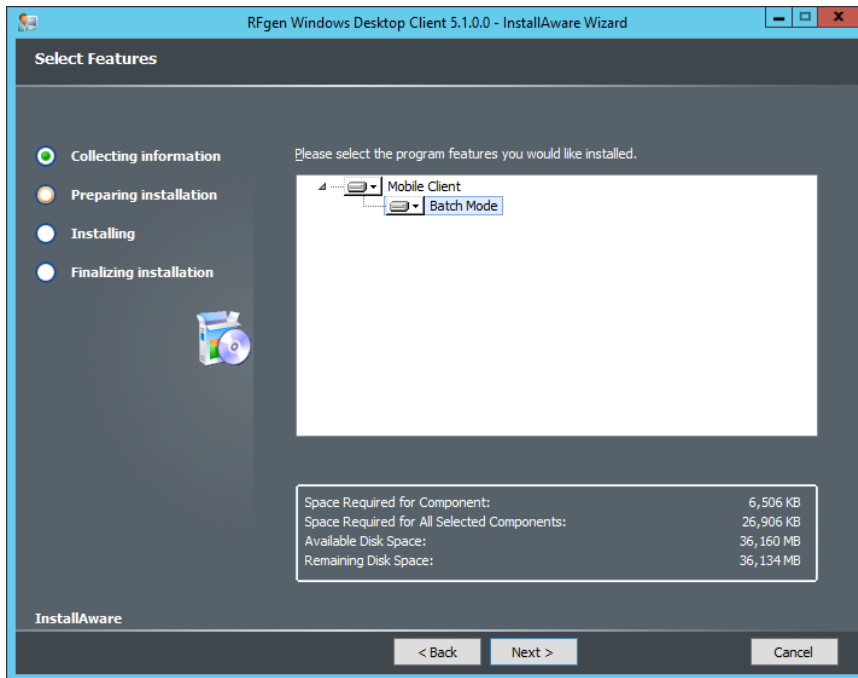 RFgen Windows Desktop Client 5.1.0.0 - InstallAware Wizard
Select Features
Collecting information
Preparing installation
Installing
Finalizing installation
Please select the program features you would like installed.
Mobile Client
Batch Mode
Space Required for Component: 6,506 KB
Space Required for All Selected Components: 26,906 KB
Available Disk Space: 36,160 MB
Remaining Disk Space: 36,134 MB
InstallAware
< Back
Next >
Cancel